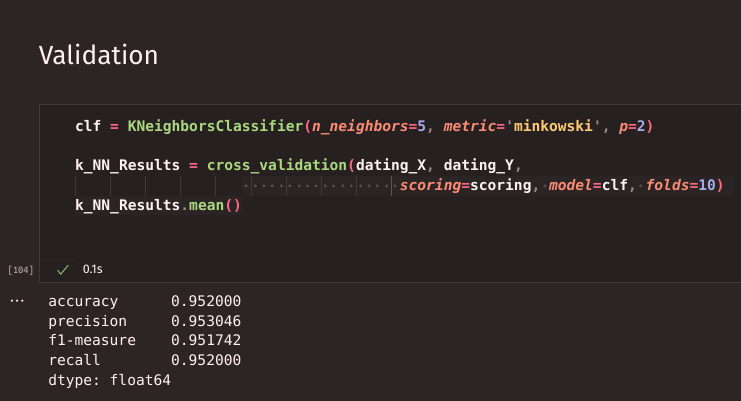 Validation
clf = KNeighborsClassifier(n_neighbors=5, metric='minkowski', p=2)
k_NN_Results = cross_validation(dating_X, dating_Y,
scoring=scoring, model=clf, folds=10)
k_NN_Results.mean()
[104]
0.1s
accuracy 0.952000
precision 0.953046
f1-measure 0.951742
recall 0.952000
dtype: float64